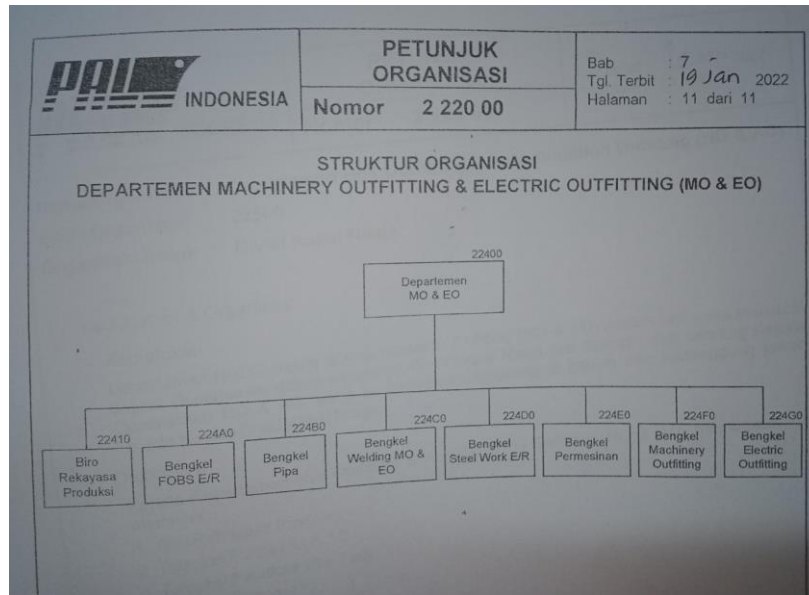 PAL
INDONESIA
PETUNJUK
ORGANISASI
Nomor 2 220 00
Bab : 7
Tgl. Terbit : 19 Jan 2022
Halaman : 11 dari 11
STRUKTUR ORGANISASI
DEPARTEMEN MACHINERY OUTFITTING & ELECTRIC OUTFITTING (MO & EO)
22400
Departemen
MO & EO
22410
Biro
Rekayasa
Produksi
224A0
Bengkel
FOBS E/R
224B0
Bengkel
Pipa
224C0
Bengkel
Welding MO &
EO
224D0
Bengkel
Steel Work E/R
224E0
Bengkel
Permesinan
224F0
Bengkel
Machinery
Outfitting
224G0
Bengkel
Electric
Outfitting